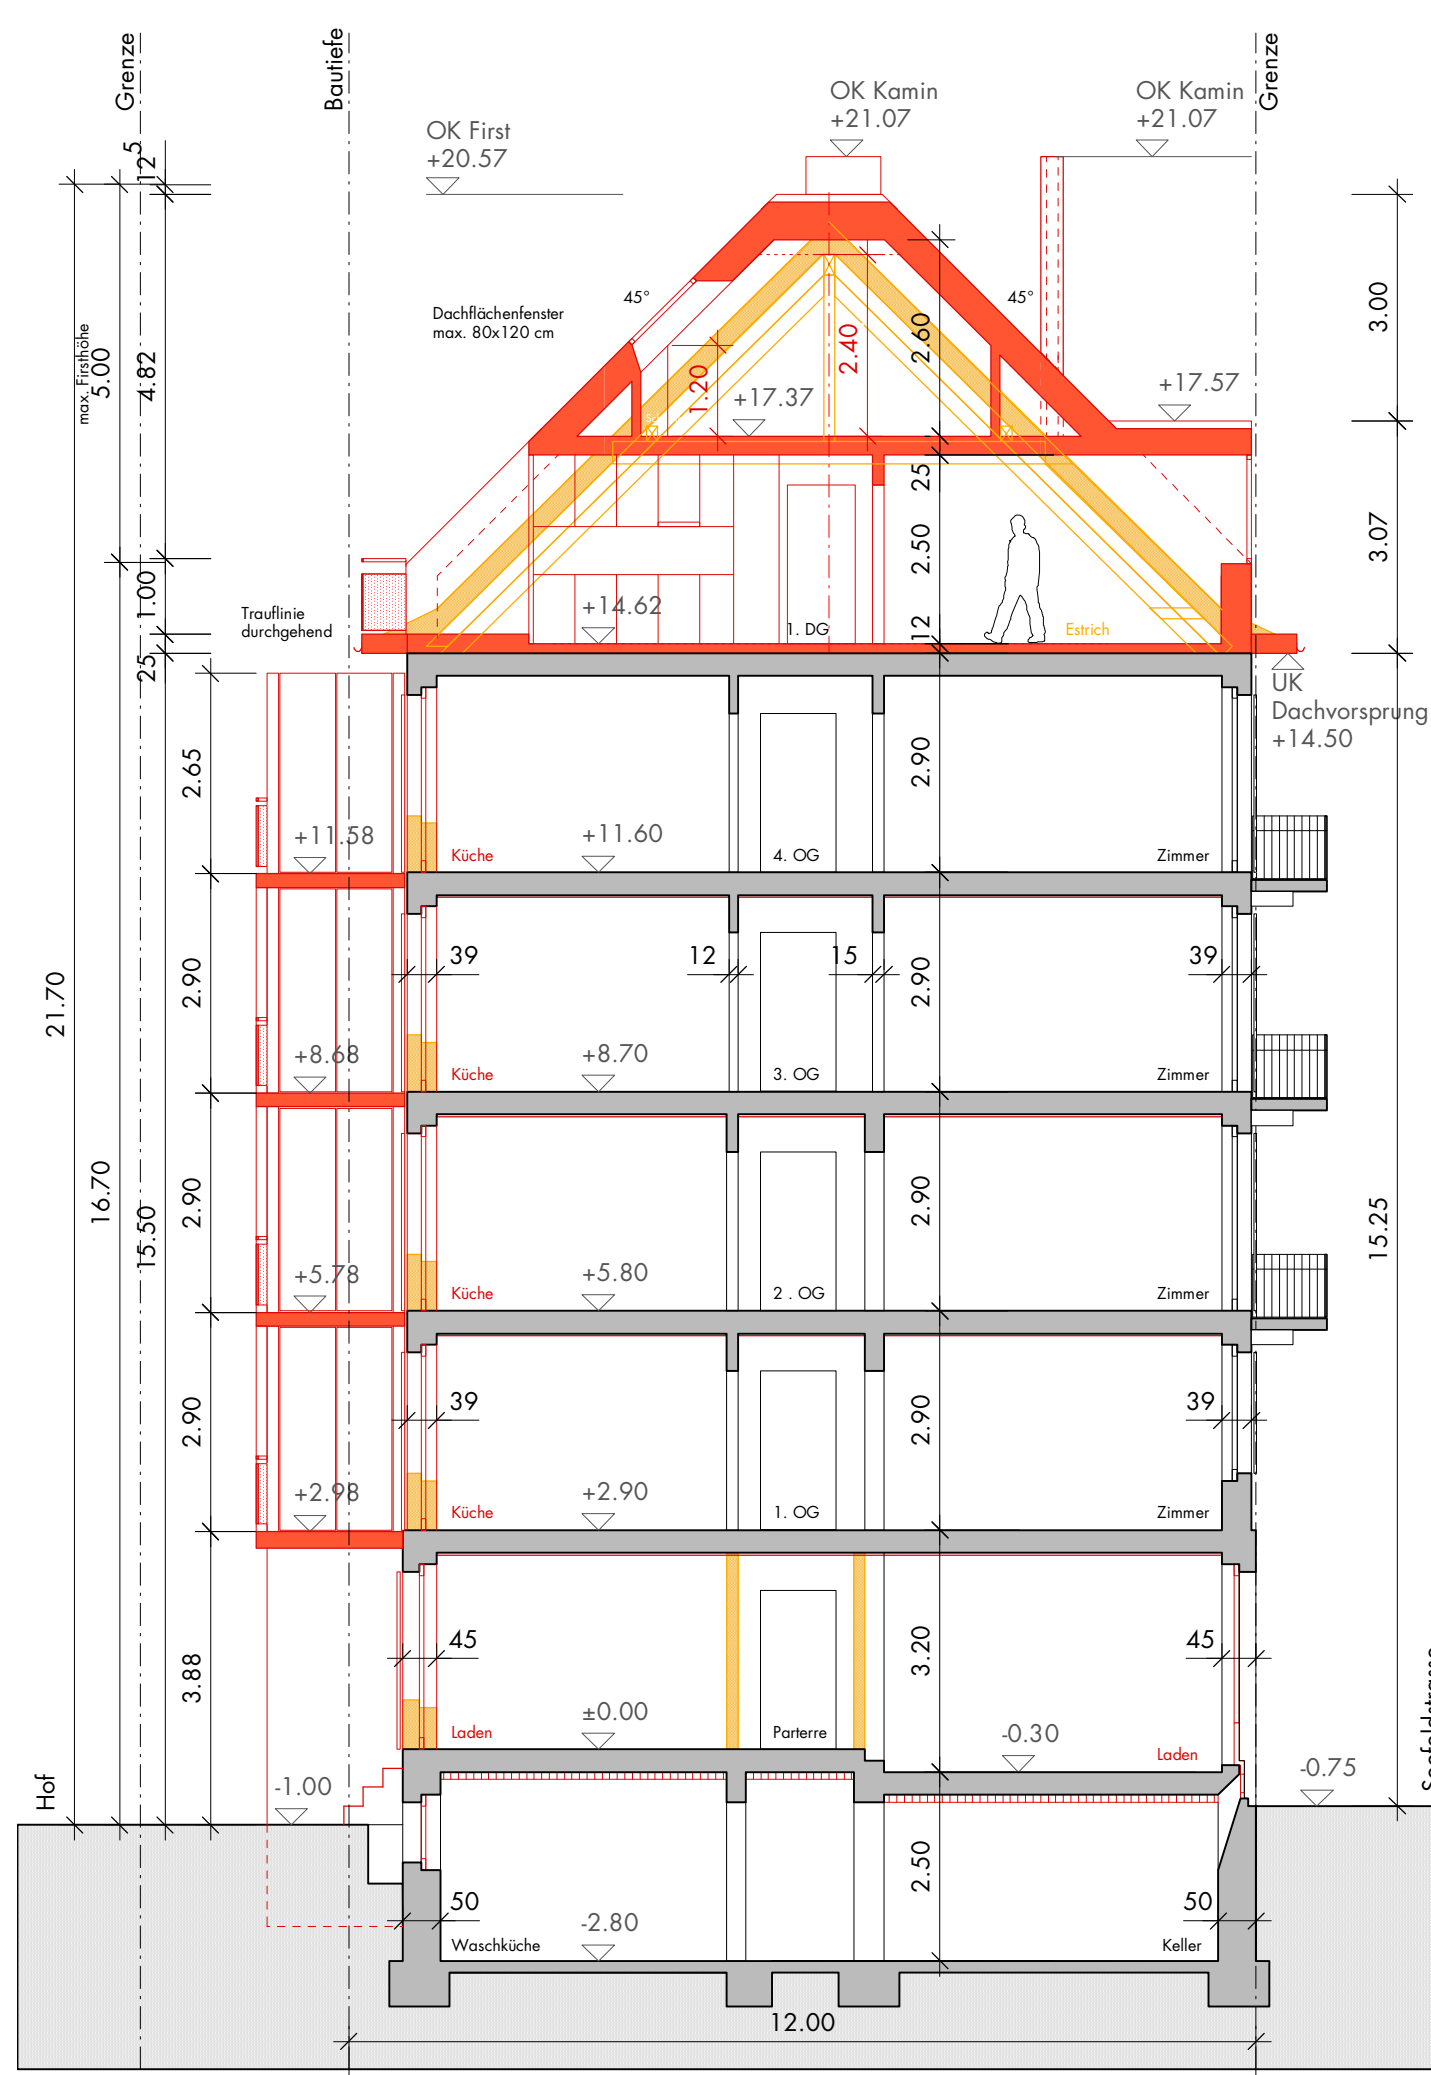 Grenze
Bautiefe
Grenze
OK First
+20.57
OK Kamin
+21.07
OK Kamin
+21.07
12⁵
Dachflächenfenster
max. 80x120 cm
45°
45°
max. Firsthöhe
5.00
4.82
1.20
2.40
2.60
3.00
+17.37
+17.57
25
2.50
3.07
1.00
Trauflinie
durchgehend
+14.62
1. DG
12
Estrich
25
UK
Dachvorsprung
+14.50
2.65
2.90
+11.58
Küche
+11.60
4. OG
Zimmer
39
12
15
39
21.70
2.90
2.90
+8.68
Küche
+8.70
3. OG
Zimmer
16.70
15.50
2.90
2.90
15.25
+5.78
Küche
+5.80
2 . OG
Zimmer
39
39
2.90
2.90
+2.98
Küche
+2.90
1. OG
Zimmer
45
45
3.88
3.20
Laden
±0.00
Parterre
-0.30
Laden
Hof
-1.00
-0.75
50
2.50
50
Waschküche
-2.80
Keller
12.00